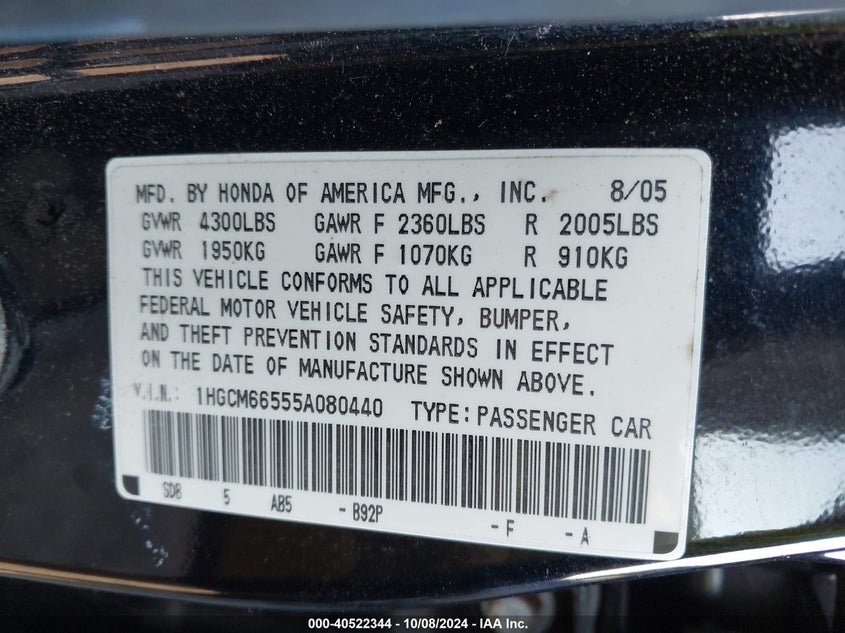 MFD. BY HONDA OF AMERICA MFG., INC. 8/05
GVWR 4300LBS GAWR F 2360LBS R 2005LBS
GVWR 1950KG GAWR F 1070KG R 910KG
THIS VEHICLE CONFORMS TO ALL APPLICABLE
FEDERAL MOTOR VEHICLE SAFETY, BUMPER,
AND THEFT PREVENTION STANDARDS IN EFFECT
ON THE DATE OF MANUFACTURE SHOWN ABOVE.
V.I.N.: 1HGCM66555A080440 TYPE: PASSENGER CAR
SD8 5 AB5 - B92P - F - A
000-40522344 - 10/08/2024 - IAA Inc.